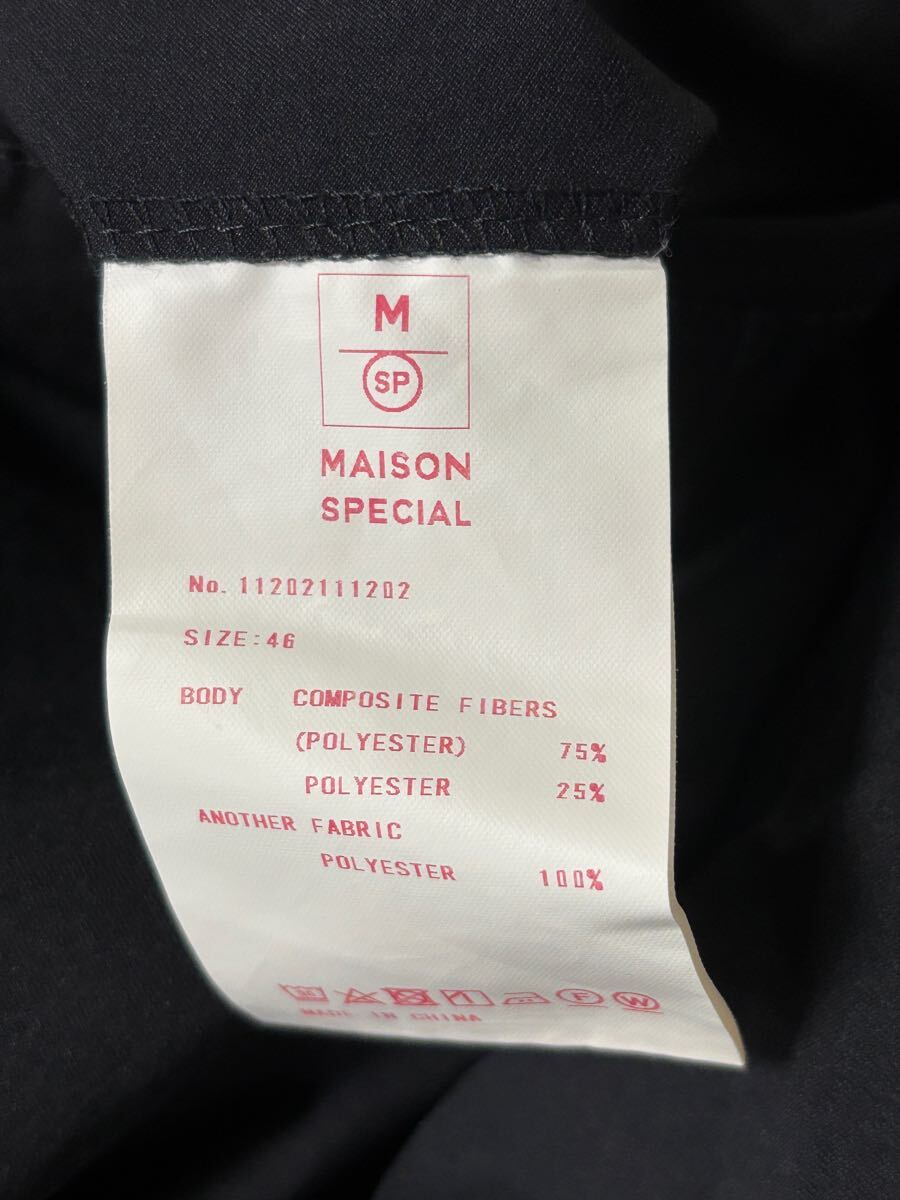 M
SP
MAISON
SPECIAL
No. 11202111202
SIZE:46
BODY COMPOSITE FIBERS
(POLYESTER) 75%
POLYESTER 25%
ANOTHER FABRIC
POLYESTER 100%
F W
MADE IN CHINA